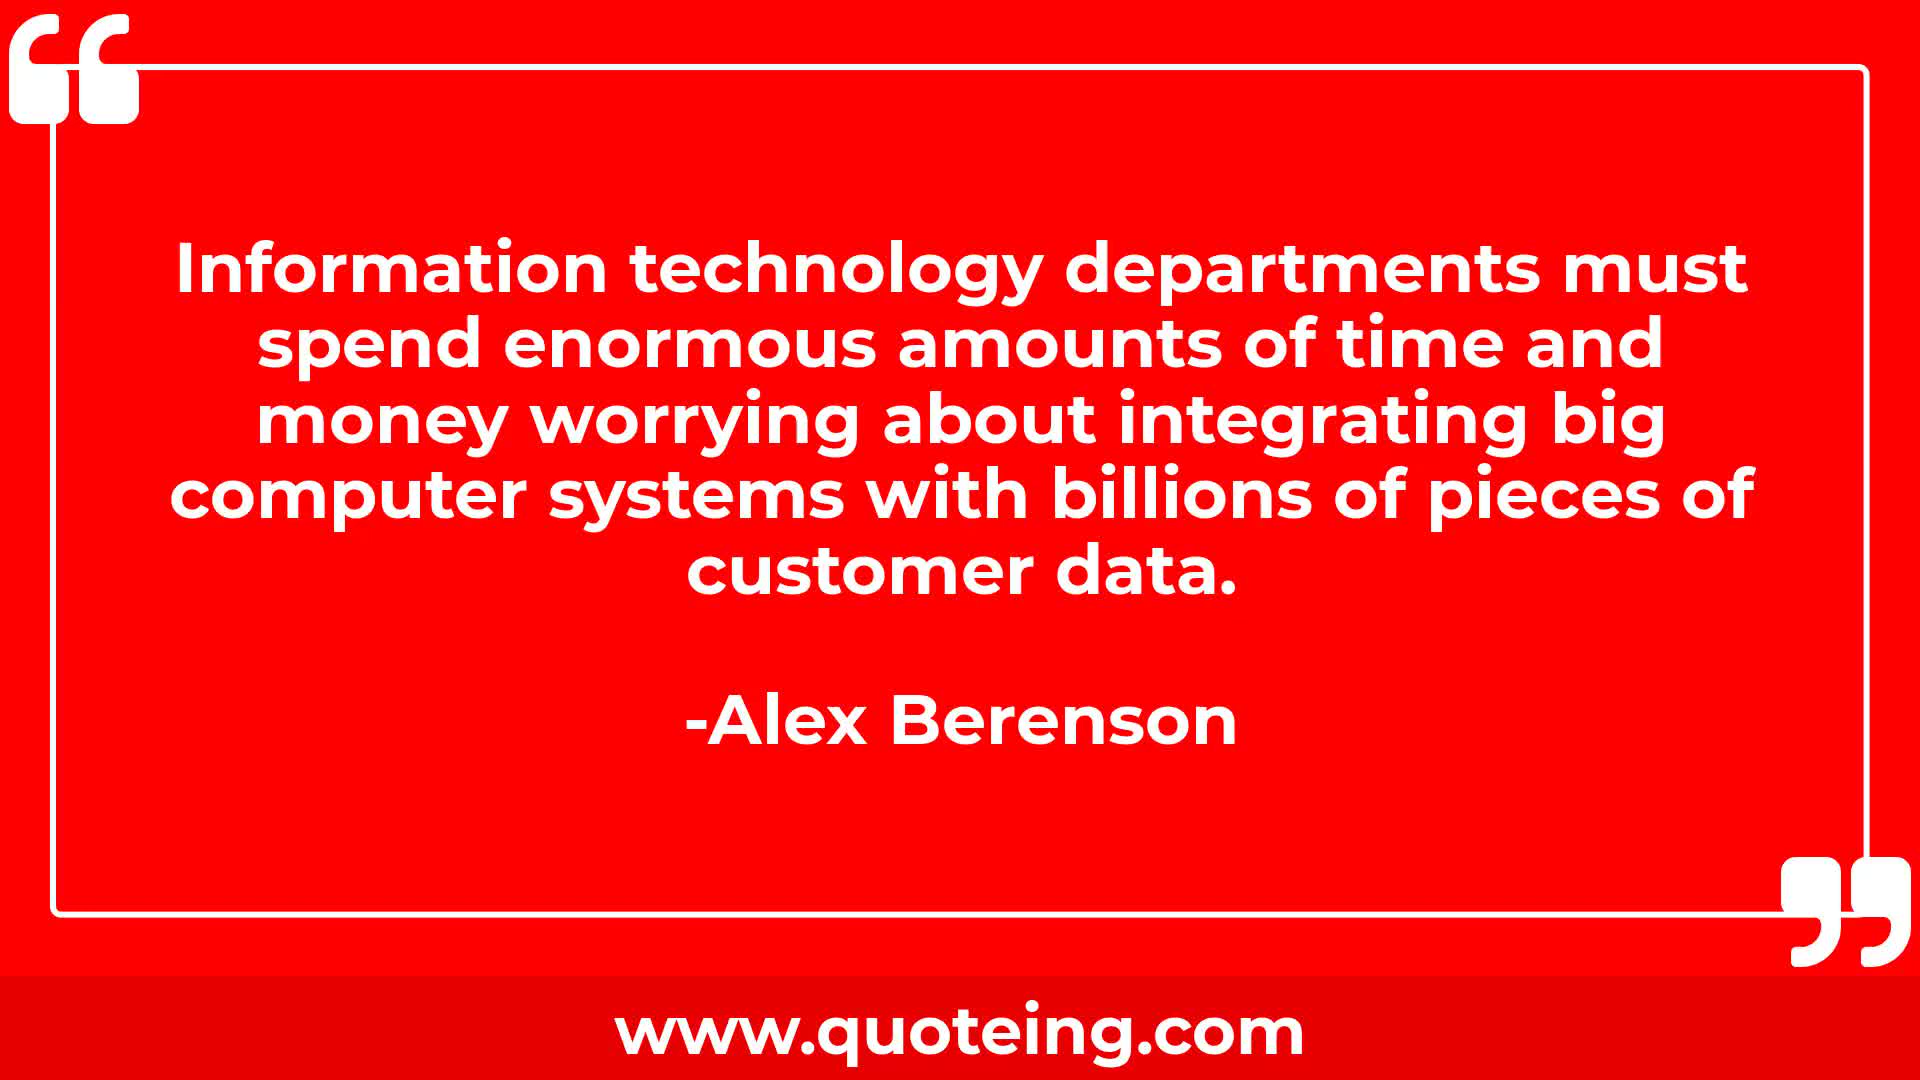 Information technology departments must
spend enormous amounts of time and
money worrying about integrating big
computer systems with billions of pieces of
customer data.
-Alex Berenson
www.quoteing.com